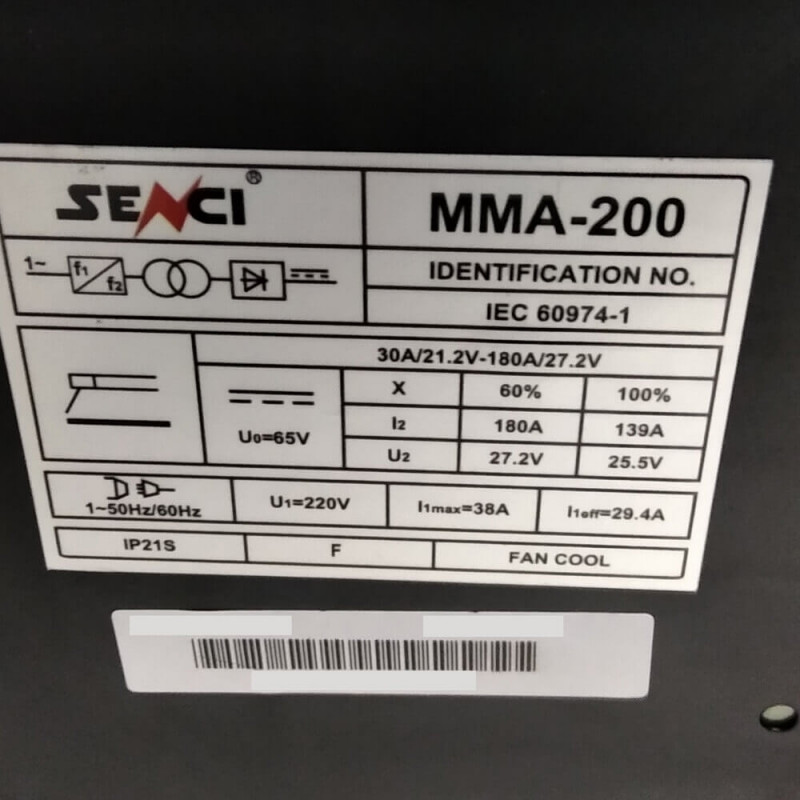 SENCI®
MMA-200
1~ f1 f2
IDENTIFICATION NO.
IEC 60974-1
30A/21.2V-180A/27.2V
X 60% 100%
U0=65V
I2 180A 139A
U2 27.2V 25.5V
1~50Hz/60Hz
U1=220V
I1max=38A
I1eff=29.4A
IP21S
F
FAN COOL